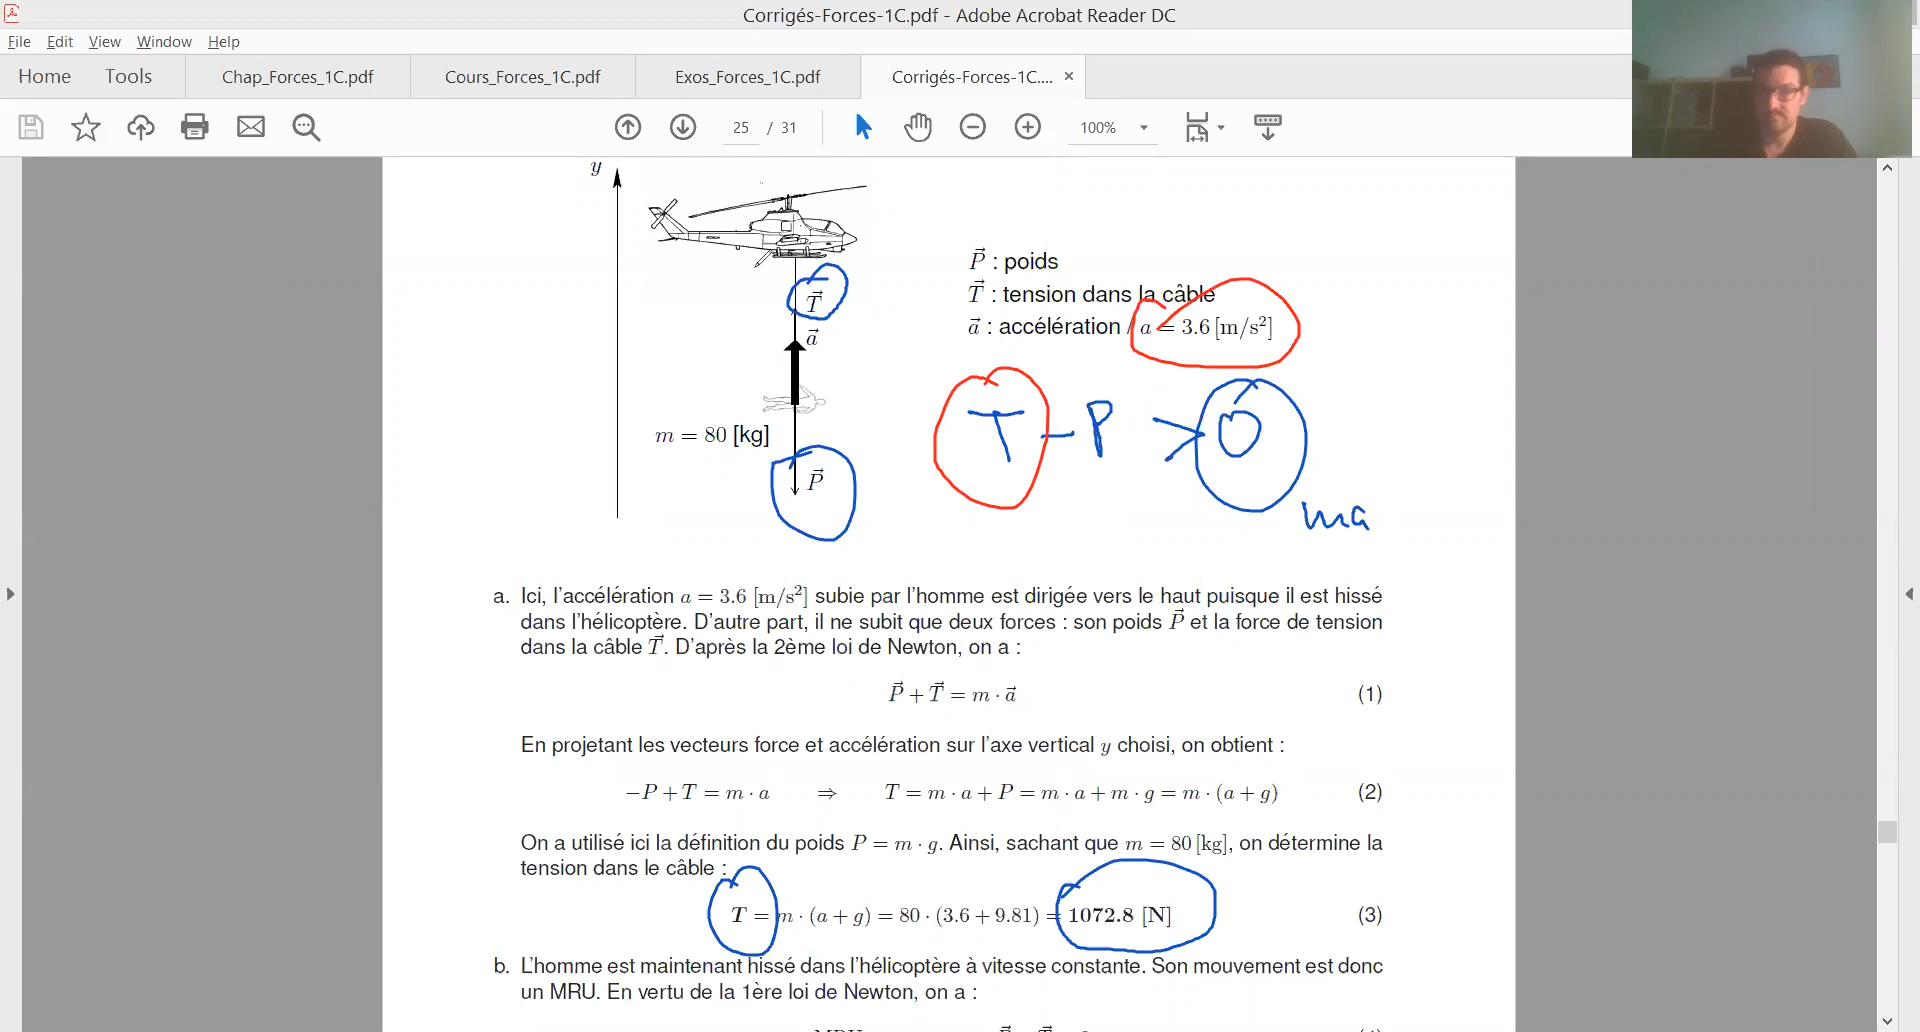 Corrigés-Forces-1C.pdf - Adobe Acrobat Reader DC
File Edit View Window Help
Home Tools Chap_Forces_1C.pdf Cours_Forces_1C.pdf Exos_Forces_1C.pdf Corrigés-Forces-1C.... ×
25 / 31 100%
y
T⃗
a⃗
m = 80 [kg]
P⃗
P⃗ : poids
T⃗ : tension dans la câble
a⃗ : accélération / a = 3.6 [m/s²]
T - P > 0
ma
a. Ici, l'accélération a = 3.6 [m/s²] subie par l'homme est dirigée vers le haut puisque il est hissé
dans l'hélicoptère. D'autre part, il ne subit que deux forces : son poids P⃗ et la force de tension
dans la câble T⃗. D'après la 2ème loi de Newton, on a :
P⃗ + T⃗ = m · a⃗ (1)
En projetant les vecteurs force et accélération sur l'axe vertical y choisi, on obtient :
−P + T = m · a ⇒ T = m · a + P = m · a + m · g = m · (a + g) (2)
On a utilisé ici la définition du poids P = m · g. Ainsi, sachant que m = 80 [kg], on détermine la
tension dans le câble :
T = m · (a + g) = 80 · (3.6 + 9.81) = 1072.8 [N] (3)
b. L'homme est maintenant hissé dans l'hélicoptère à vitesse constante. Son mouvement est donc
un MRU. En vertu de la 1ère loi de Newton, on a :